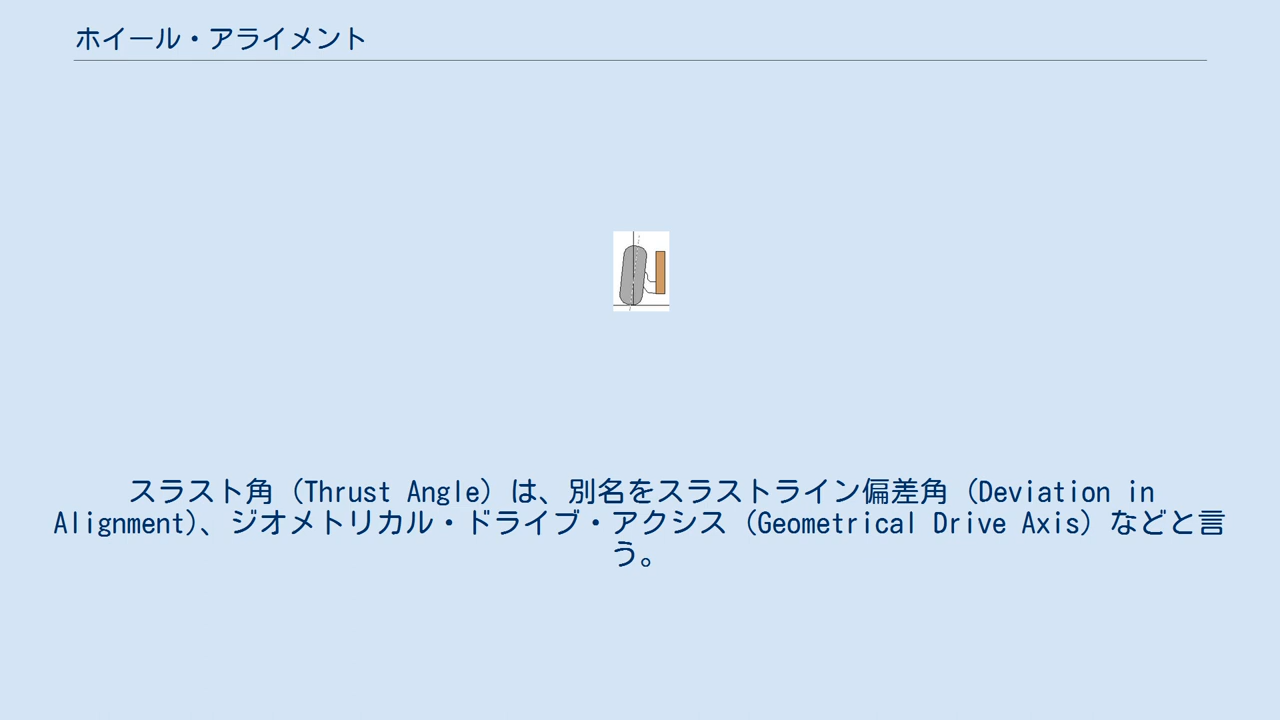 ホイール・アライメント
スラスト角（Thrust Angle）は、別名をスラストライン偏差角（Deviation in
Alignment)、ジオメトリカル・ドライブ・アクシス（Geometrical Drive Axis）などと言
う。